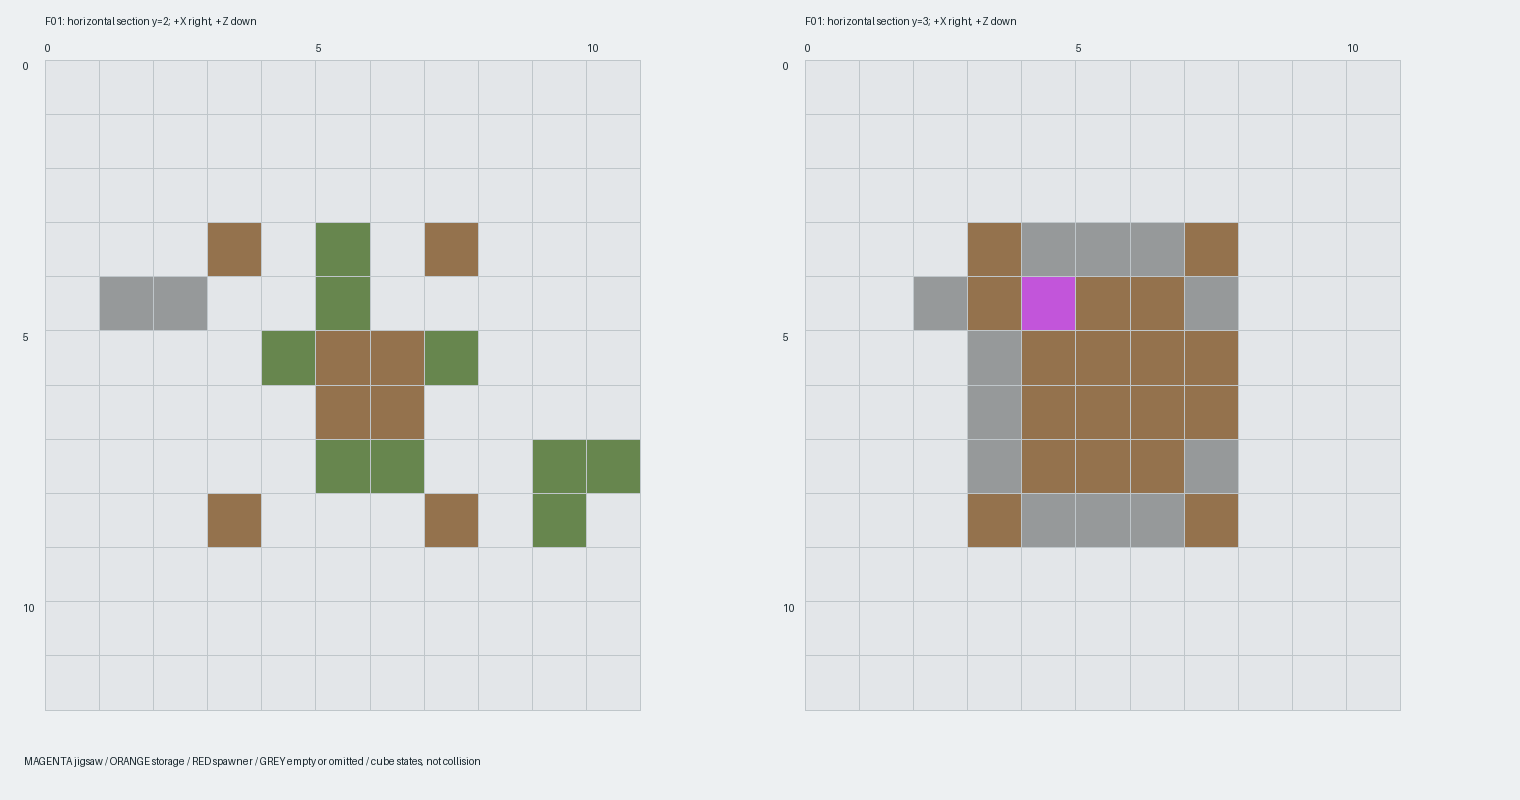 F01: horizontal section y=2; +X right, +Z down
F01: horizontal section y=3; +X right, +Z down
0 5 10
0 5 10
0
0
5
5
10
10
MAGENTA jigsaw / ORANGE storage / RED spawner / GREY empty or omitted / cube states, not collision